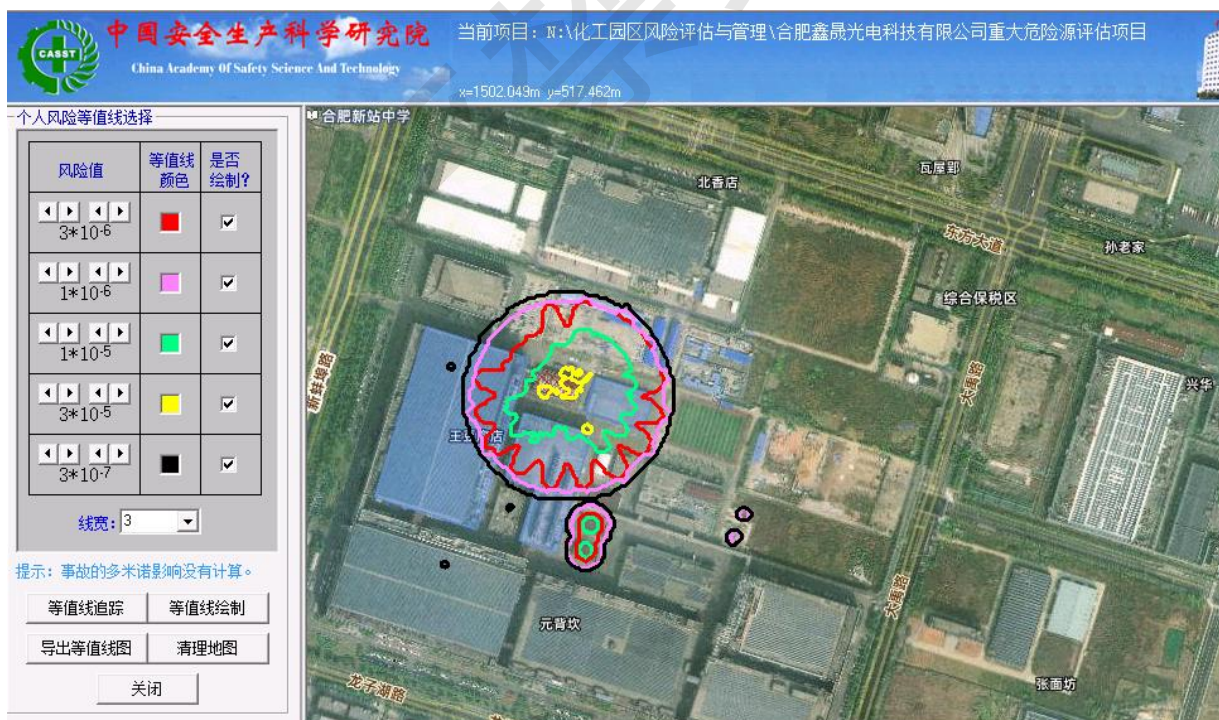 CASST
中国安全生产科学研究院
China Academy Of Safety Science And Technology
当前项目: N:\化工园区风险评估与管理\合肥鑫晟光电科技有限公司重大危险源评估项目
x=1502.049m y=517.462m
个人风险等值线选择
风险值 等值线颜色 是否绘制?
3*10-6
1*10-6
1*10-5
3*10-5
3*10-7
线宽: 3
提示: 事故的多米诺影响没有计算。
等值线追踪 等值线绘制
导出等值线图 清理地图
关闭
合肥新站中学
瓦屋郢
北香店
东方大道
孙老家
综合保税区
新蚌埠路
大禹路
兴华
店
元背坎
大禹路
张面坊
龙子湖路